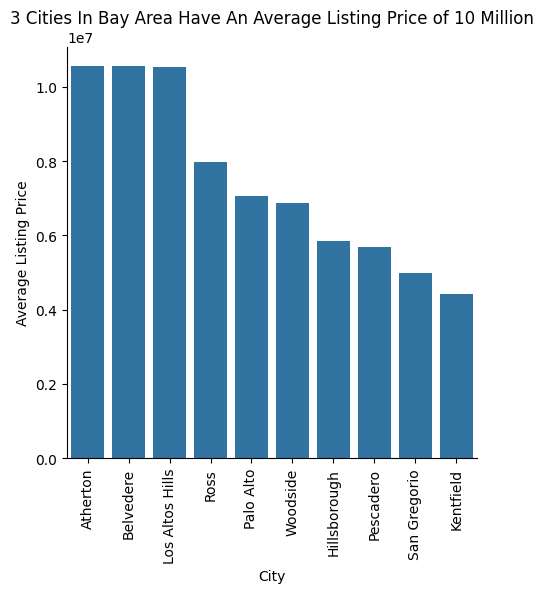 3 Cities In Bay Area Have An Average Listing Price of 10 Million
1e7
1.0
0.8
0.6
0.4
0.2
0.0
Average Listing Price
Atherton
Belvedere
Los Altos Hills
Ross
Palo Alto
Woodside
Hillsborough
Pescadero
San Gregorio
Kentfield
City